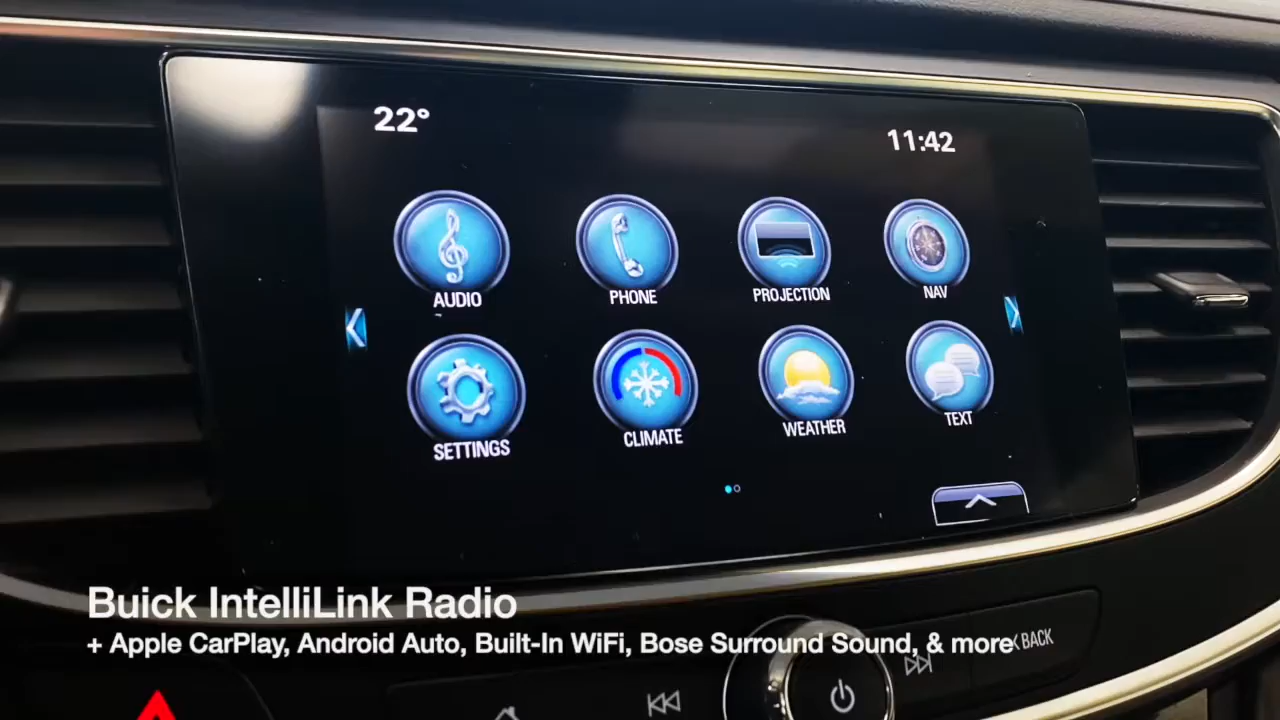 22° 11:42
AUDIO PHONE PROJECTION NAV
SETTINGS CLIMATE WEATHER TEXT
Buick IntelliLink Radio
+ Apple CarPlay, Android Auto, Built-In WiFi, Bose Surround Sound, & more
BACK